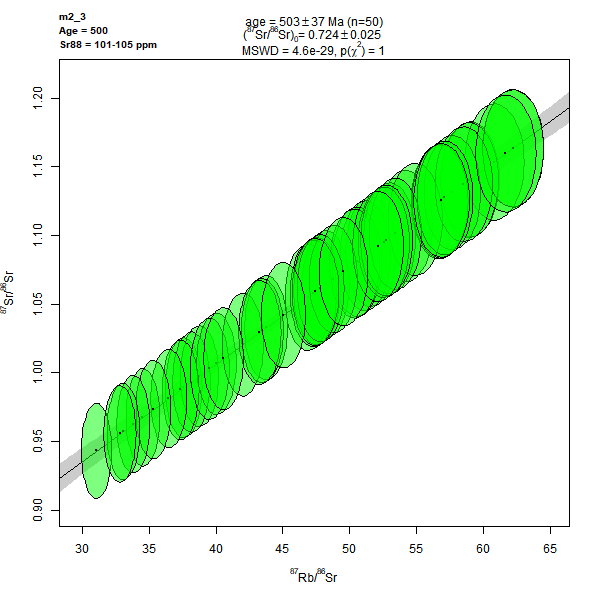 m2_3
Age = 500
Sr88 = 101-105 ppm
age = 503 ± 37 Ma (n=50)
(⁸⁷Sr/⁸⁶Sr)₀= 0.724 ± 0.025
MSWD = 4.6e-29, p(χ²) = 1
1.20
1.15
1.10
1.05
1.00
0.95
0.90
⁸⁷Sr/⁸⁶Sr
30 35 40 45 50 55 60 65
⁸⁷Rb/⁸⁶Sr